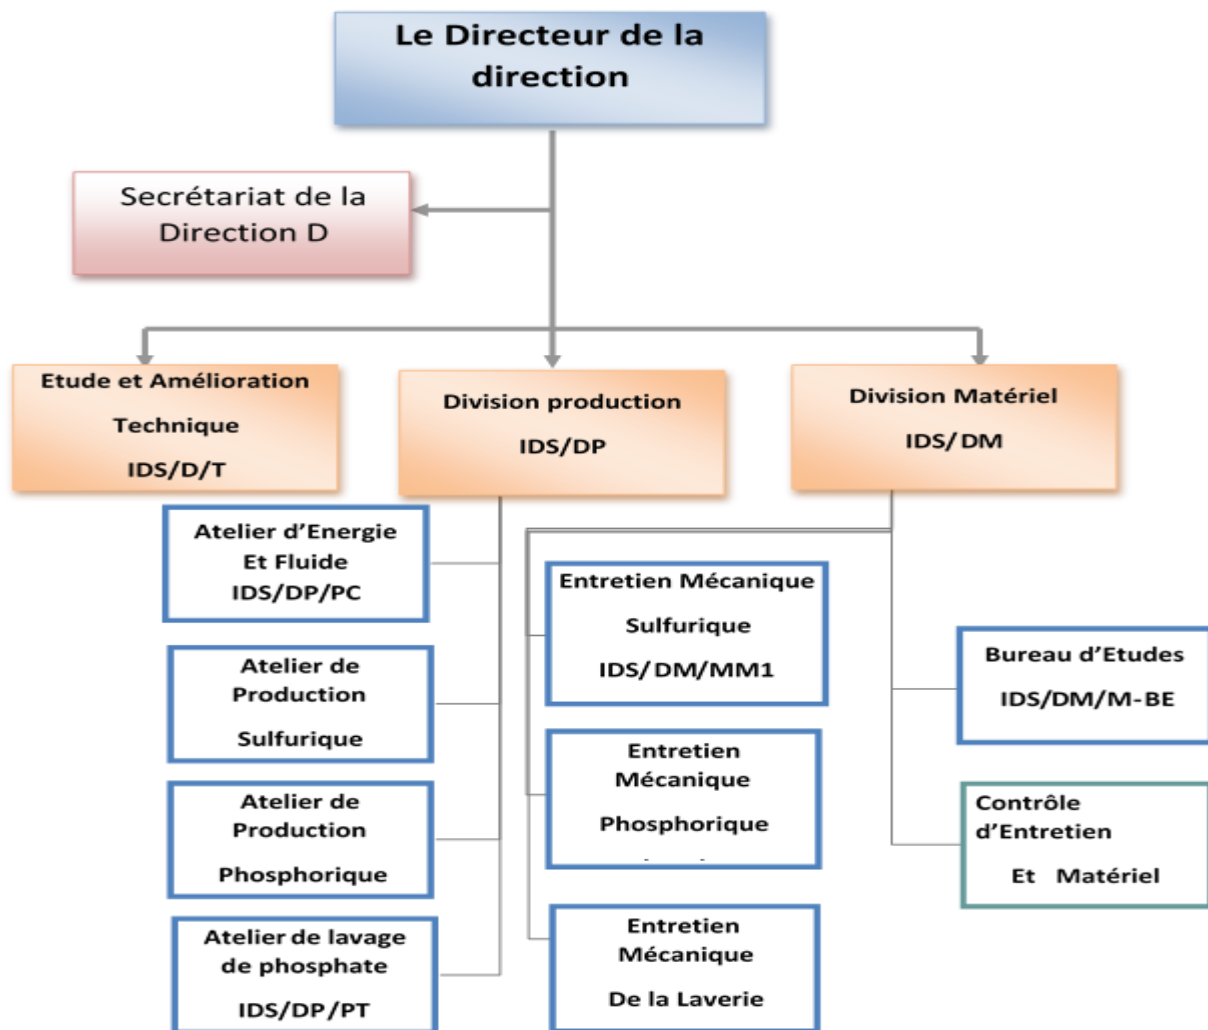 Le Directeur de la
direction
Secrétariat de la
Direction D
Etude et Amélioration
Technique
IDS/D/T
Division production
IDS/DP
Division Matériel
IDS/DM
Atelier d’Energie
Et Fluide
IDS/DP/PC
Atelier de
Production
Sulfurique
Atelier de
Production
Phosphorique
Atelier de lavage
de phosphate
IDS/DP/PT
Entretien Mécanique
Sulfurique
IDS/DM/MM1
Entretien
Mécanique
Phosphorique
Entretien
Mécanique
De la Laverie
Bureau d’Etudes
IDS/DM/M-BE
Contrôle
d’Entretien
Et Matériel